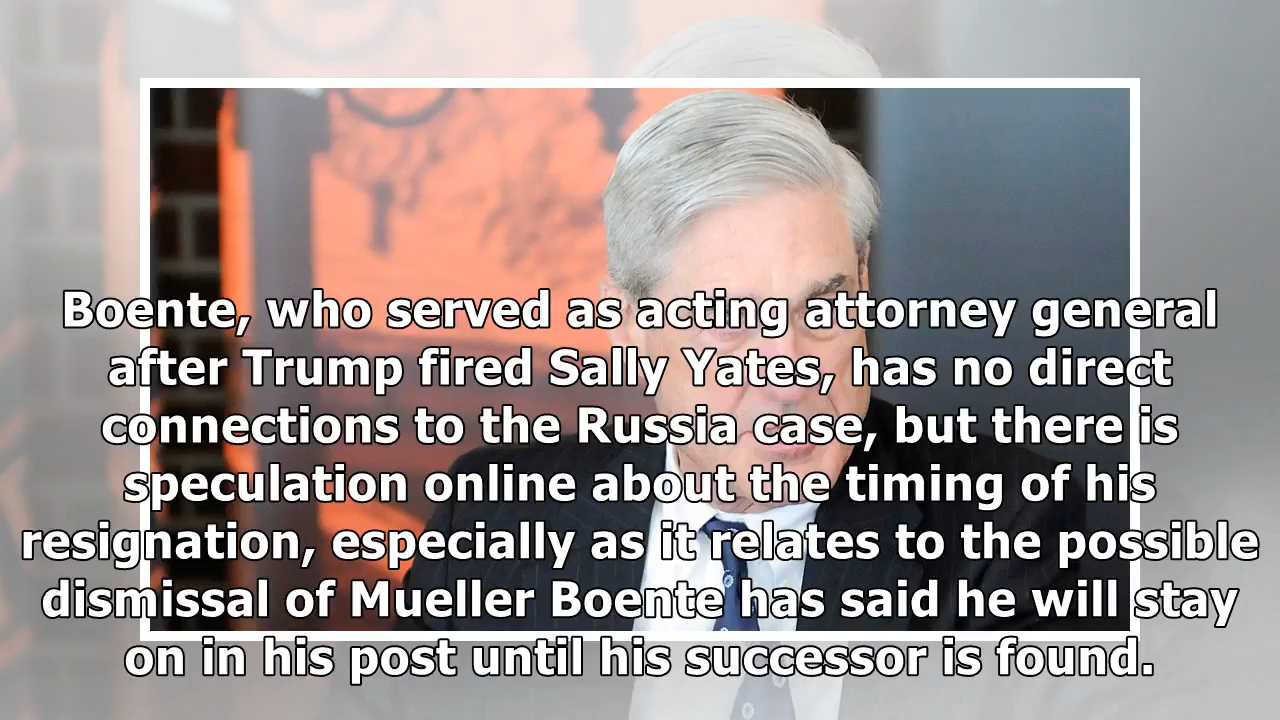 Boente, who served as acting attorney general
after Trump fired Sally Yates, has no direct
connections to the Russia case, but there is
speculation online about the timing of his
resignation, especially as it relates to the possible
dismissal of Mueller Boente has said he will stay
on in his post until his successor is found.